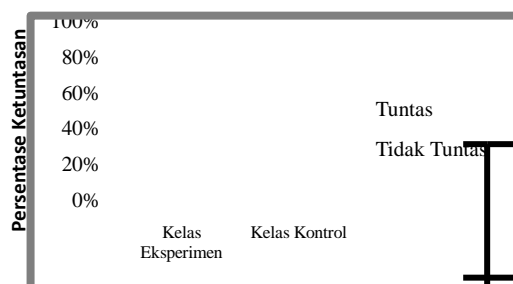 Persentase Ketuntasan
100%
80%
60%
40%
20%
0%
Kelas
Eksperimen
Kelas Kontrol
Tuntas
Tidak Tuntas